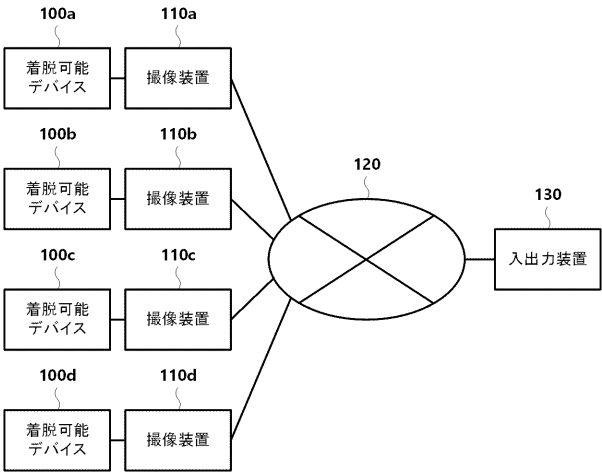 100a 110a
着脱可能
デバイス
撮像装置
100b 110b
着脱可能
デバイス
撮像装置
120
130
入出力装置
100c 110c
着脱可能
デバイス
撮像装置
100d 110d
着脱可能
デバイス
撮像装置